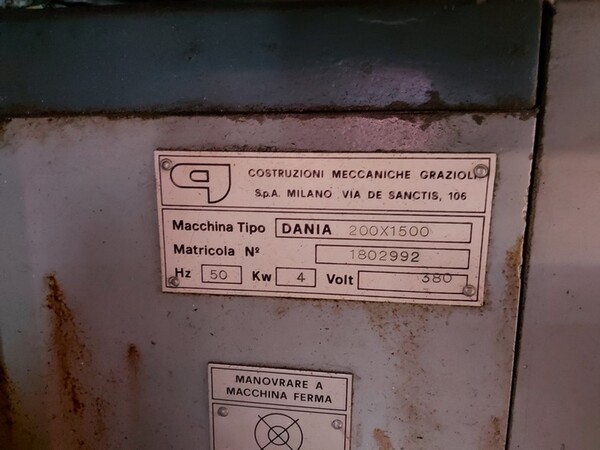 COSTRUZIONI MECCANICHE GRAZIOLI
S.p.A. MILANO VIA DE SANCTIS, 106
Macchina Tipo DANIA 200X1500
Matricola Nº 1802992
Hz 50 Kw 4 Volt 380
MANOVRARE A
MACCHINA FERMA